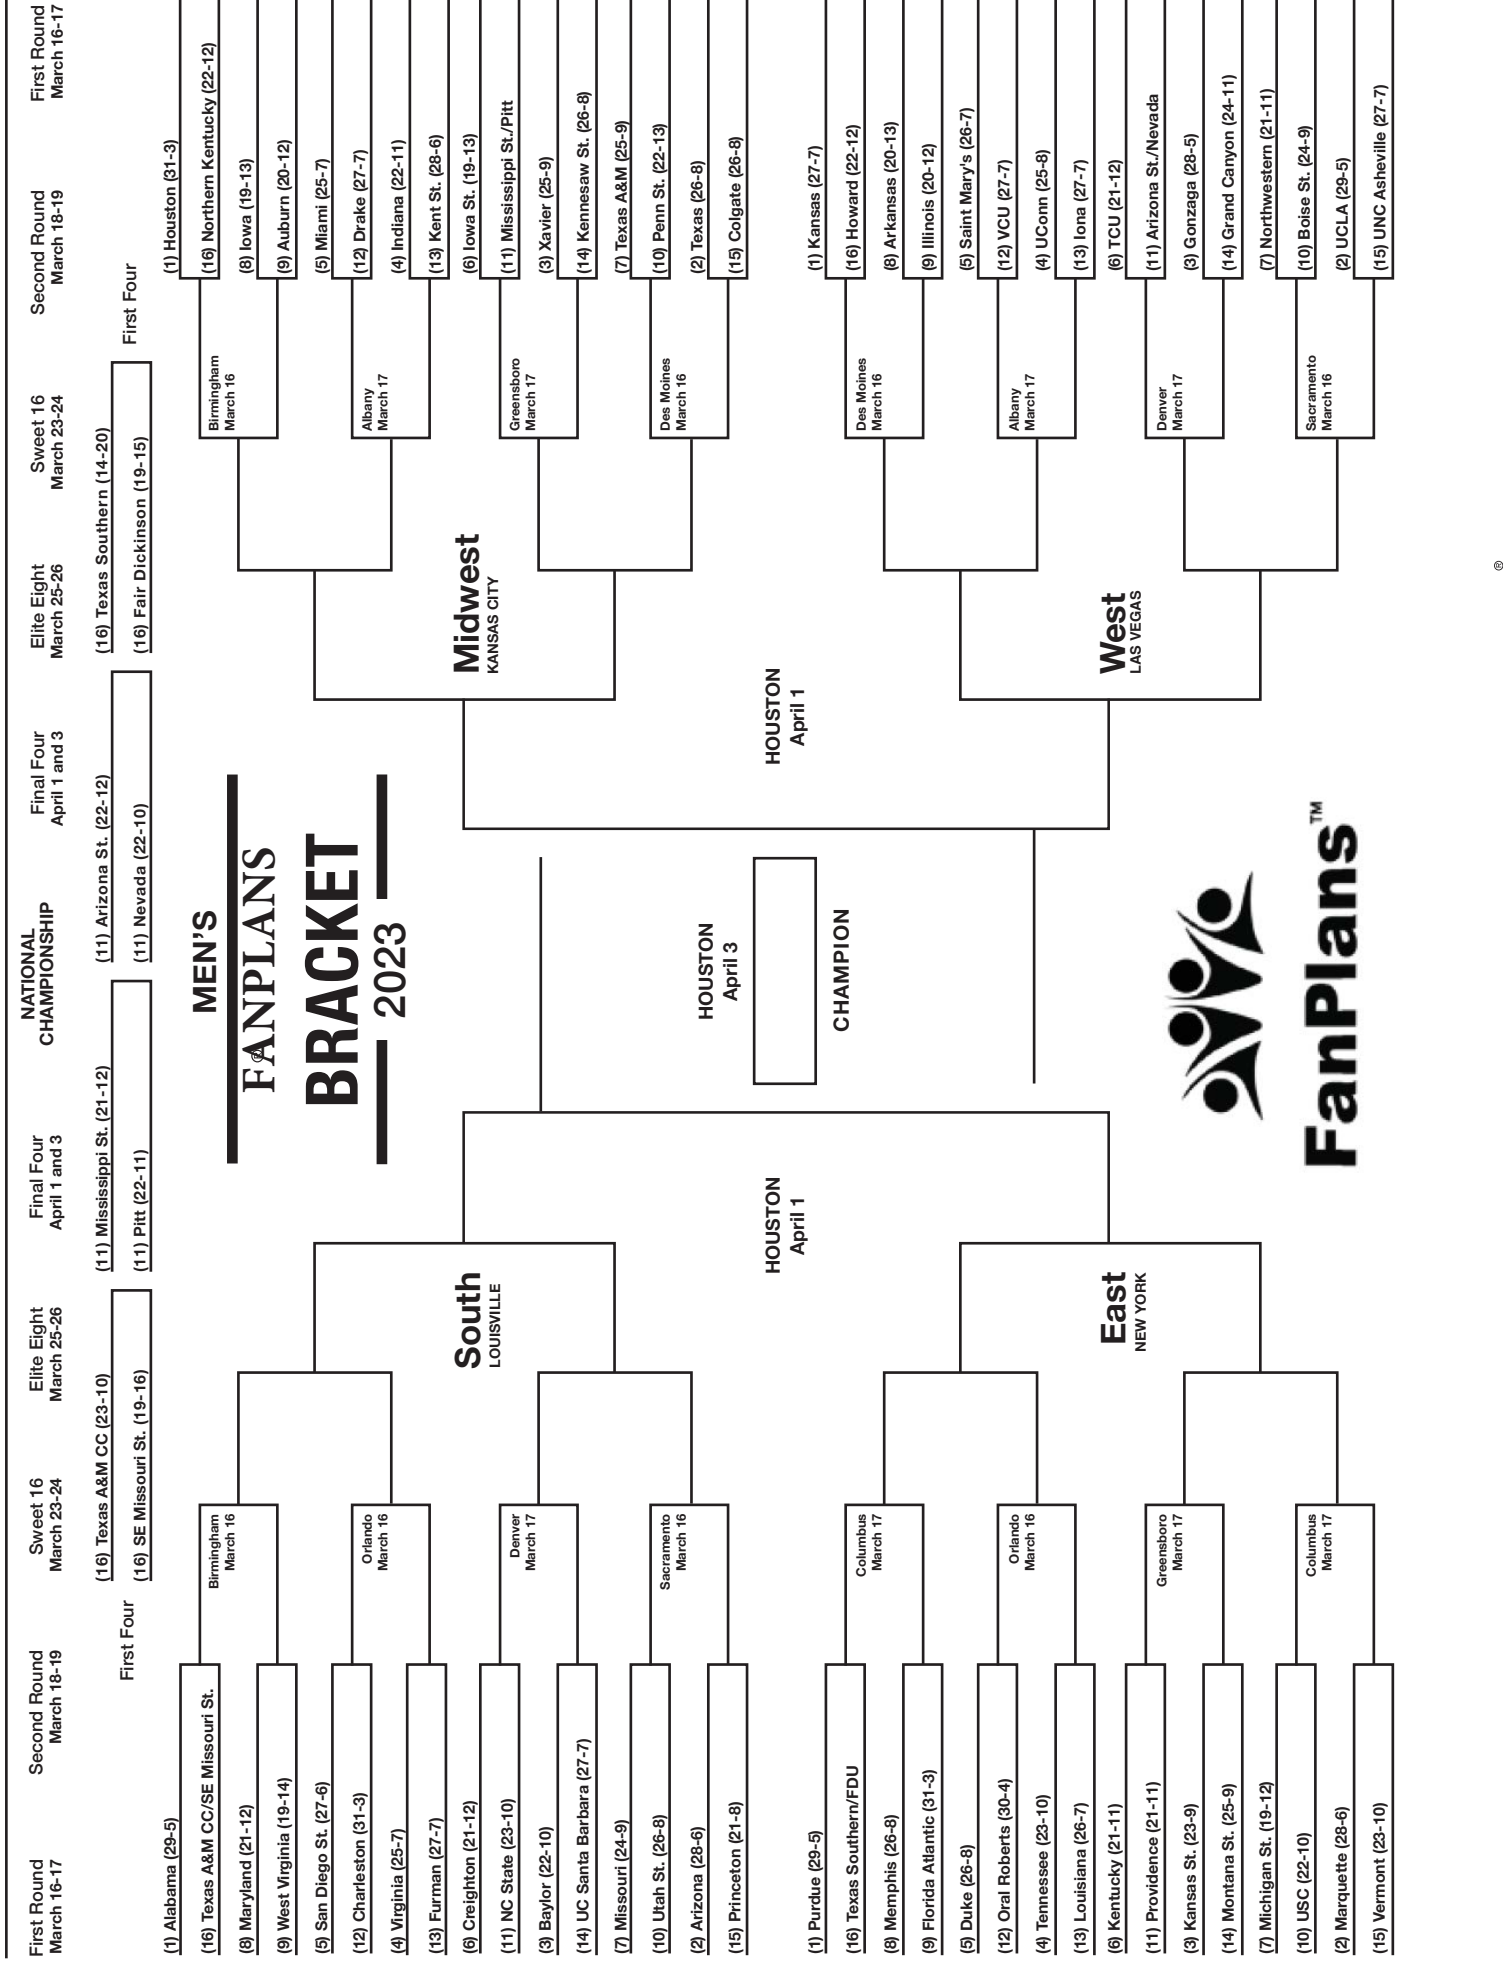 First Round
March 16-17
Second Round
March 18-19
Sweet 16
March 23-24
Elite Eight
March 25-26
Final Four
April 1 and 3
NATIONAL
CHAMPIONSHIP
Final Four
April 1 and 3
Elite Eight
March 25-26
Sweet 16
March 23-24
Second Round
March 18-19
First Round
March 16-17
First Four
(16) Texas A&M CC (23-10)
(16) SE Missouri St. (19-16)
(11) Mississippi St. (21-12)
(11) Pitt (22-11)
(11) Arizona St. (22-12)
(11) Nevada (22-10)
(16) Texas Southern (14-20)
(16) Fair Dickinson (19-15)
First Four
(1) Alabama (29-5)
(16) Texas A&M CC/SE Missouri St.
(8) Maryland (21-12)
(9) West Virginia (19-14)
(5) San Diego St. (27-6)
(12) Charleston (31-3)
(4) Virginia (25-7)
(13) Furman (27-7)
(6) Creighton (21-12)
(11) NC State (23-10)
(3) Baylor (22-10)
(14) UC Santa Barbara (27-7)
(7) Missouri (24-9)
(10) Utah St. (26-8)
(2) Arizona (28-6)
(15) Princeton (21-8)
Birmingham
March 16
Orlando
March 16
Denver
March 17
Sacramento
March 16
South
LOUISVILLE
(1) Purdue (29-5)
(16) Texas Southern/FDU
(8) Memphis (26-8)
(9) Florida Atlantic (31-3)
(5) Duke (26-8)
(12) Oral Roberts (30-4)
(4) Tennessee (23-10)
(13) Louisiana (26-7)
(6) Kentucky (21-11)
(11) Providence (21-11)
(3) Kansas St. (23-9)
(14) Montana St. (25-9)
(7) Michigan St. (19-12)
(10) USC (22-10)
(2) Marquette (28-6)
(15) Vermont (23-10)
Columbus
March 17
Orlando
March 16
Greensboro
March 17
Columbus
March 17
East
NEW YORK
HOUSTON
April 1
MEN'S
FANPLANS
®
BRACKET
2023
HOUSTON
April 3
CHAMPION
FanPlans™
HOUSTON
April 1
Midwest
KANSAS CITY
Birmingham
March 16
Albany
March 17
Greensboro
March 17
Des Moines
March 16
(1) Houston (31-3)
(16) Northern Kentucky (22-12)
(8) Iowa (19-13)
(9) Auburn (20-12)
(5) Miami (25-7)
(12) Drake (27-7)
(4) Indiana (22-11)
(13) Kent St. (28-6)
(6) Iowa St. (19-13)
(11) Mississippi St./Pitt
(3) Xavier (25-9)
(14) Kennesaw St. (26-8)
(7) Texas A&M (25-9)
(10) Penn St. (22-13)
(2) Texas (26-8)
(15) Colgate (26-8)
West
LAS VEGAS
Des Moines
March 16
Albany
March 17
Denver
March 17
Sacramento
March 16
(1) Kansas (27-7)
(16) Howard (22-12)
(8) Arkansas (20-13)
(9) Illinois (20-12)
(5) Saint Mary's (26-7)
(12) VCU (27-7)
(4) UConn (25-8)
(13) Iona (27-7)
(6) TCU (21-12)
(11) Arizona St./Nevada
(3) Gonzaga (28-5)
(14) Grand Canyon (24-11)
(7) Northwestern (21-11)
(10) Boise St. (24-9)
(2) UCLA (29-5)
(15) UNC Asheville (27-7)
®